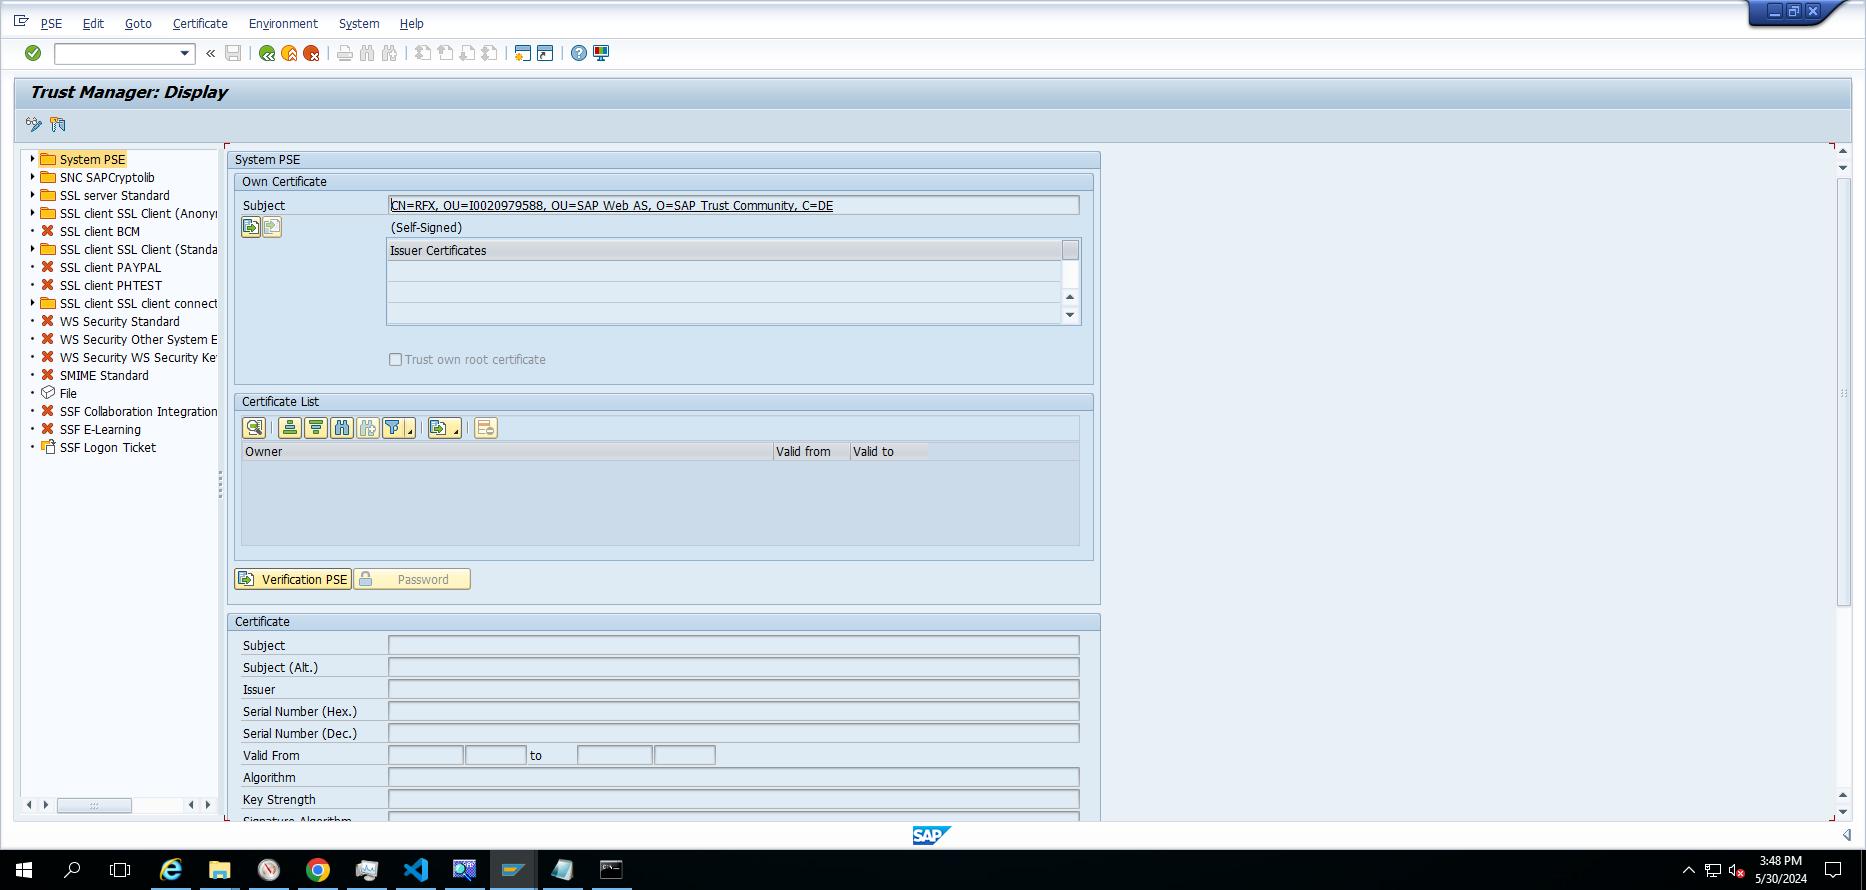 PSE Edit Goto Certificate Environment System Help
Trust Manager: Display
System PSE
SNC SAPCryptolib
SSL server Standard
SSL client SSL Client (Anony
SSL client BCM
SSL client SSL Client (Standa
SSL client PAYPAL
SSL client PHTEST
SSL client SSL client connect
WS Security Standard
WS Security Other System E
WS Security WS Security Ke
SMIME Standard
File
SSF Collaboration Integration
SSF E-Learning
SSF Logon Ticket
System PSE
Own Certificate
Subject CN=RFX, OU=I0020979588, OU=SAP Web AS, O=SAP Trust Community, C=DE
(Self-Signed)
Issuer Certificates
Trust own root certificate
Certificate List
Owner Valid from Valid to
Verification PSE Password
Certificate
Subject
Subject (Alt.)
Issuer
Serial Number (Hex.)
Serial Number (Dec.)
Valid From to
Algorithm
Key Strength
Signature Algorithm
SAP
3:48 PM
5/30/2024